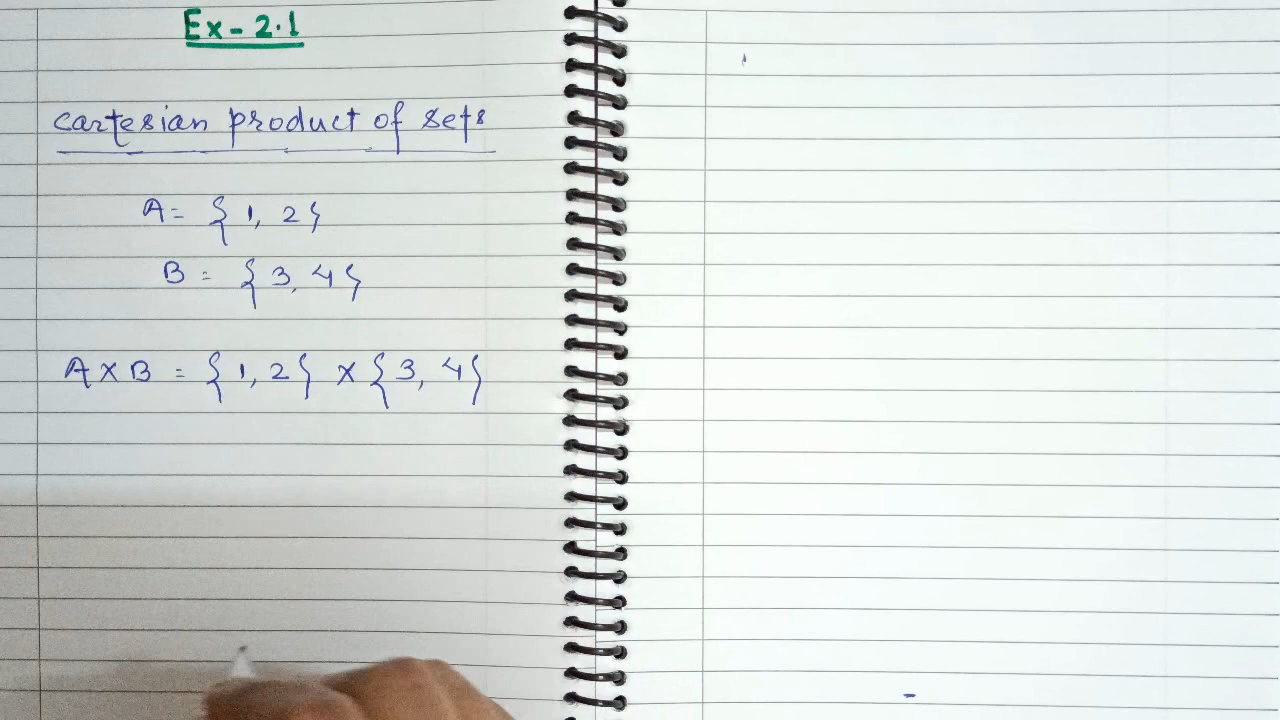 Ex-2.1
cartesian product of sets
A= {1, 2}
B = {3, 4}
A×B = {1, 2} × {3, 4}